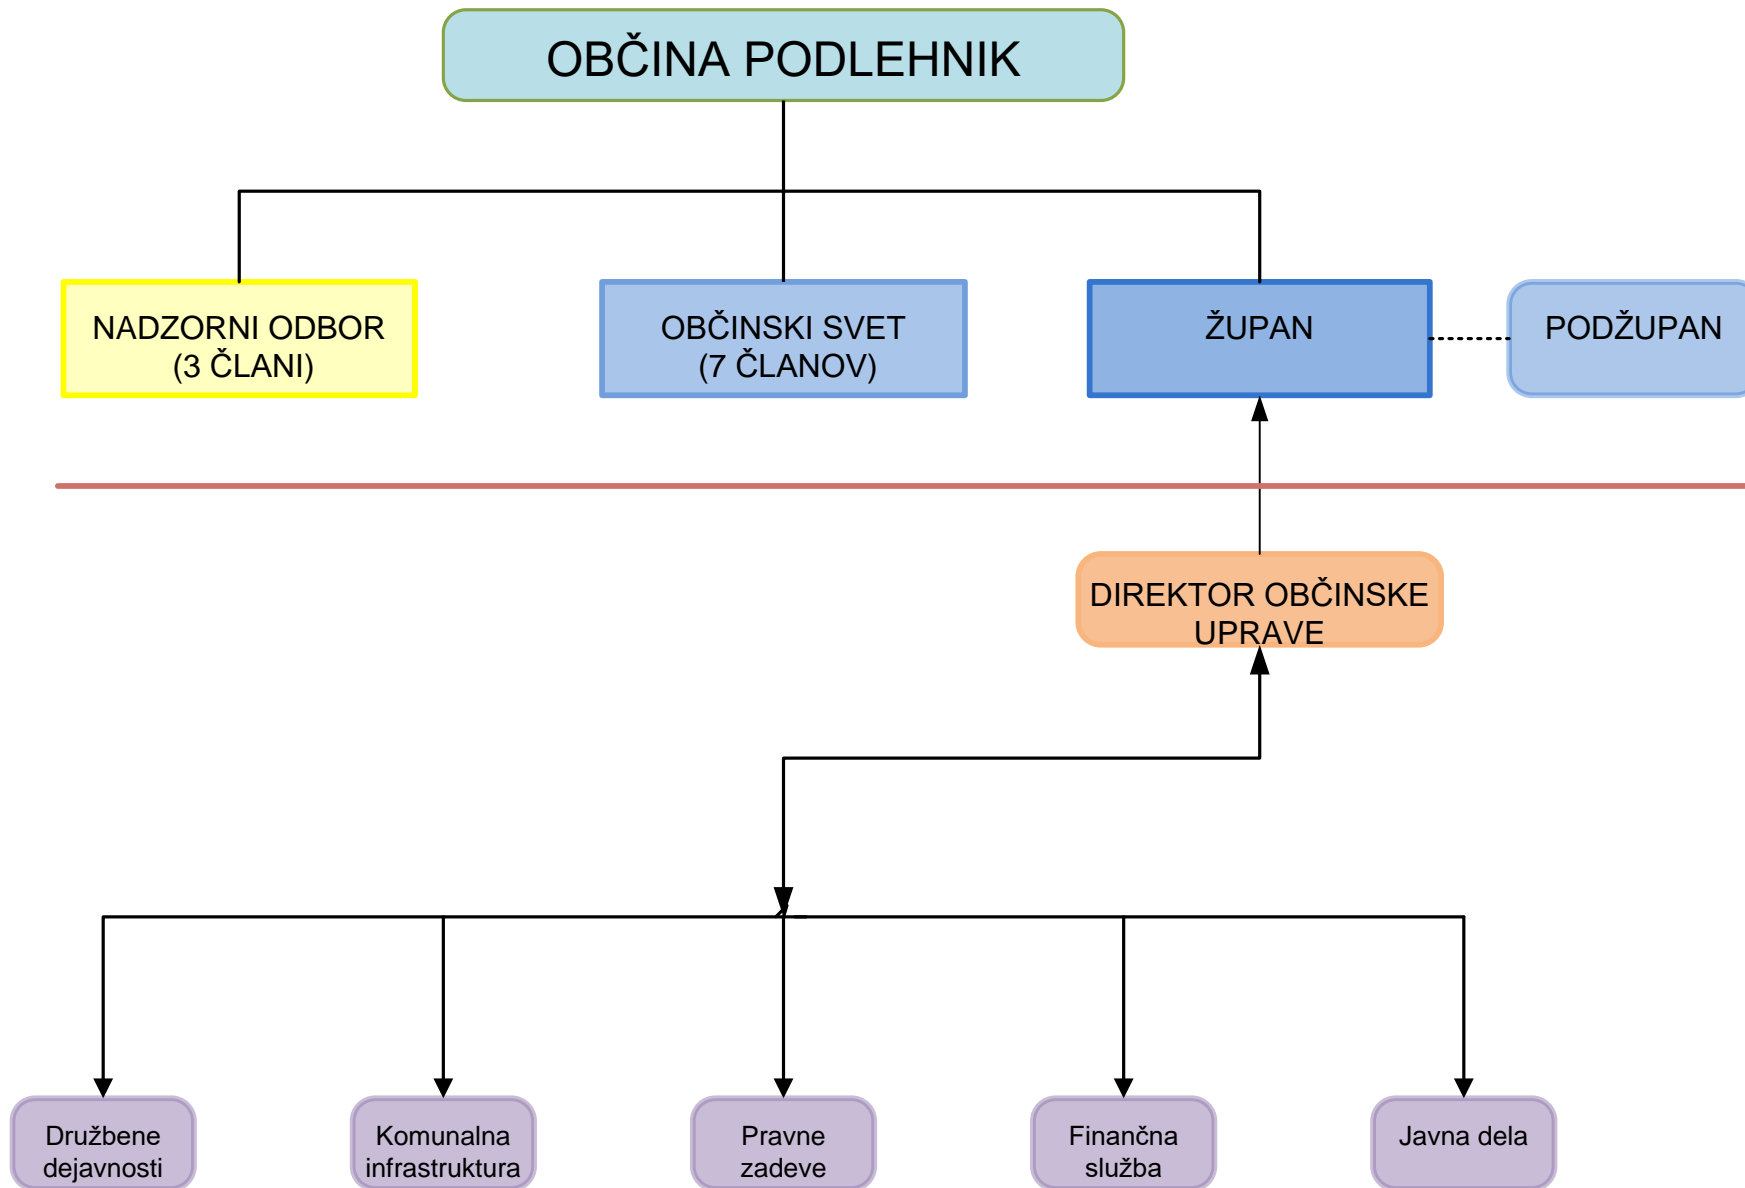 OBČINA PODLEHNIK
NADZORNI ODBOR
(3 ČLANI)
OBČINSKI SVET
(7 ČLANOV)
ŽUPAN
PODŽUPAN
DIREKTOR OBČINSKE
UPRAVE
Družbene
dejavnosti
Komunalna
infrastruktura
Pravne
zadeve
Finančna
služba
Javna dela